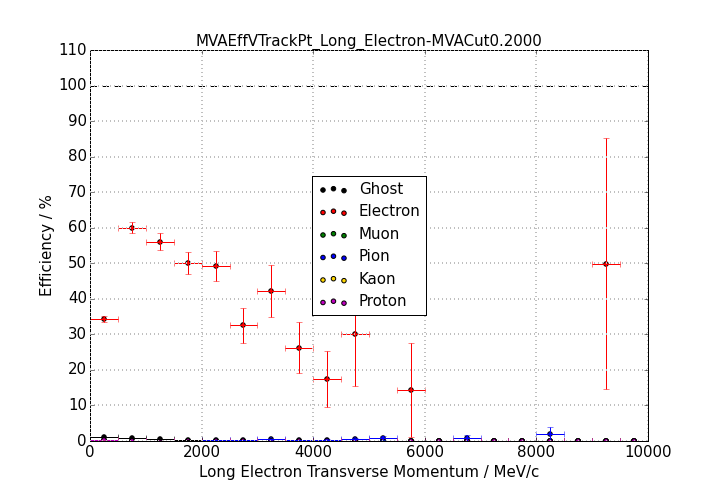 MVAEffVTrackPt_Long_Electron-MVACut0.2000
110
100
90
80
70
60
50
40
30
20
10
0
Efficiency / %
Ghost
Electron
Muon
Pion
Kaon
Proton
0 2000 4000 6000 8000 10000
Long Electron Transverse Momentum / MeV/c